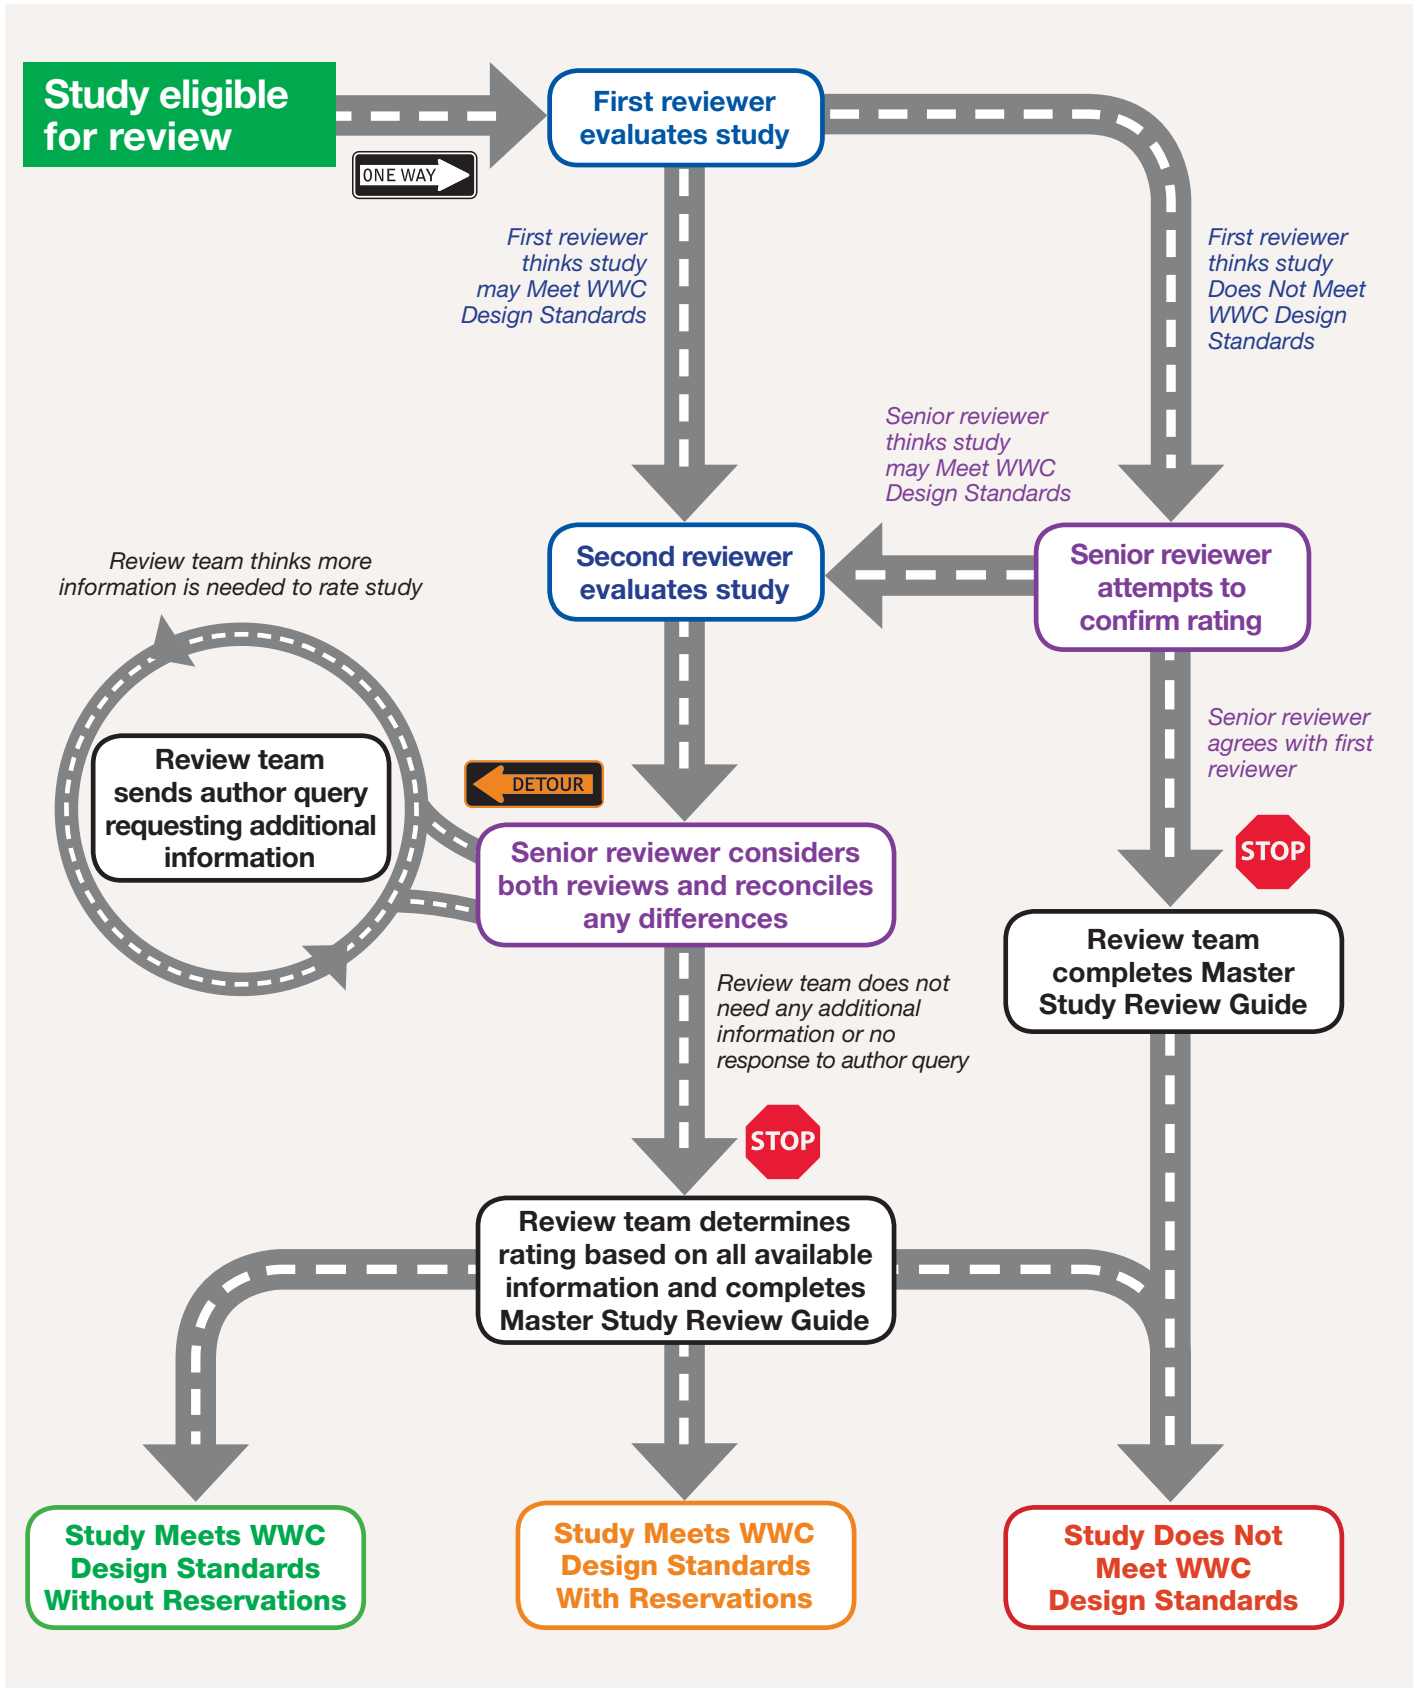 Study eligible
for review
ONE WAY
First reviewer
evaluates study
First reviewer
thinks study
may Meet WWC
Design Standards
First reviewer
thinks study
Does Not Meet
WWC Design
Standards
Senior reviewer
thinks study
may Meet WWC
Design Standards
Second reviewer
evaluates study
Senior reviewer
attempts to
confirm rating
Review team thinks more
information is needed to rate study
Review team
sends author query
requesting additional
information
DETOUR
Senior reviewer considers
both reviews and reconciles
any differences
Senior reviewer
agrees with first
reviewer
STOP
Review team
completes Master
Study Review Guide
Review team does not
need any additional
information or no
response to author query
STOP
Review team determines
rating based on all available
information and completes
Master Study Review Guide
Study Meets WWC
Design Standards
Without Reservations
Study Meets WWC
Design Standards
With Reservations
Study Does Not
Meet WWC
Design Standards